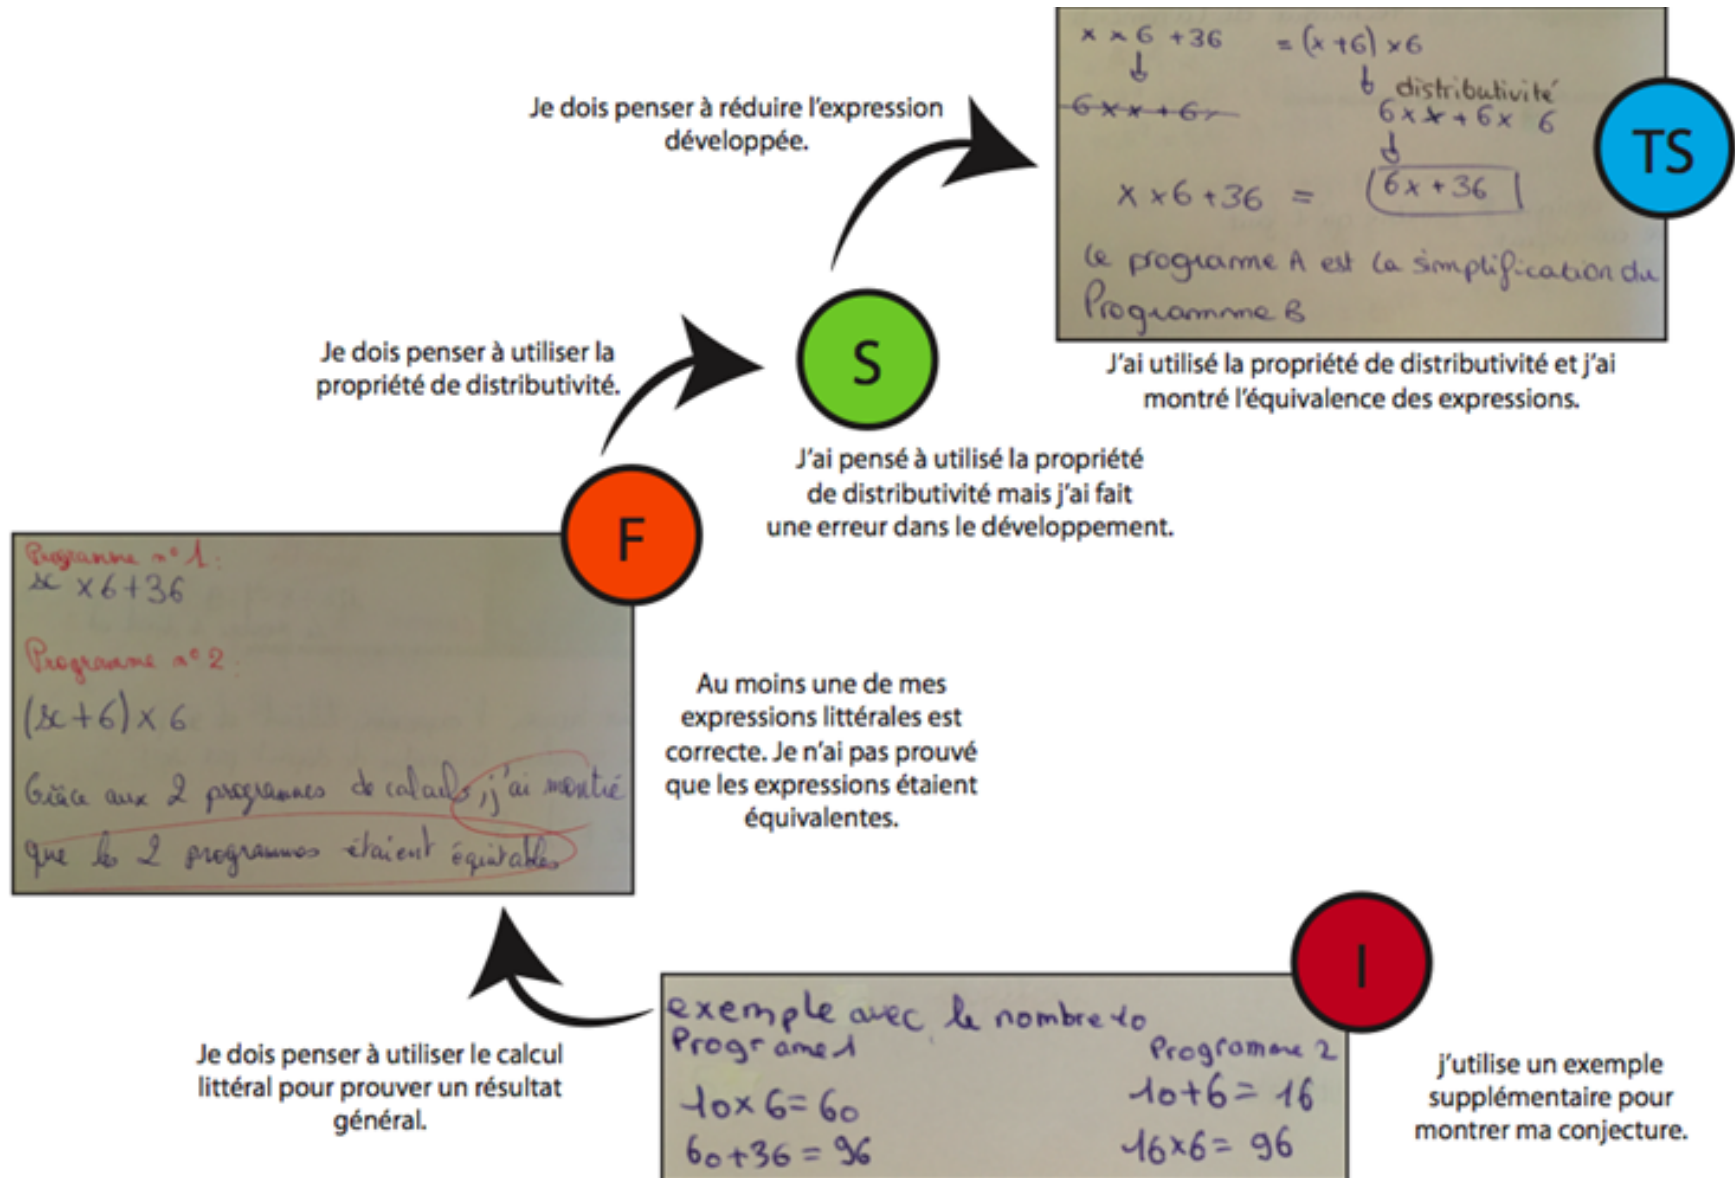 x × 6 + 36 = (x + 6) × 6
↓ ↓ distributivité
6 × x + 6 6 × x + 6 × 6
↓
x × 6 + 36 = 6x + 36
le programme A est la simplification du
Programme B
TS
J'ai utilisé la propriété de distributivité et j'ai
montré l'équivalence des expressions.
Je dois penser à réduire l'expression
développée.
S
J'ai pensé à utilisé la propriété
de distributivité mais j'ai fait
une erreur dans le développement.
Je dois penser à utiliser la
propriété de distributivité.
F
Programme n° 1:
x × 6 + 36
Programme n° 2:
(x + 6) × 6
Grâce aux 2 programmes de calculs, j'ai montré
que les 2 programmes étaient équitables
Au moins une de mes
expressions littérales est
correcte. Je n'ai pas prouvé
que les expressions étaient
équivalentes.
Je dois penser à utiliser le calcul
littéral pour prouver un résultat
général.
I
exemple avec le nombre 10
Programe 1
10 × 6 = 60
60 + 36 = 96
Programme 2
10 + 6 = 16
16 × 6 = 96
j'utilise un exemple
supplémentaire pour
montrer ma conjecture.